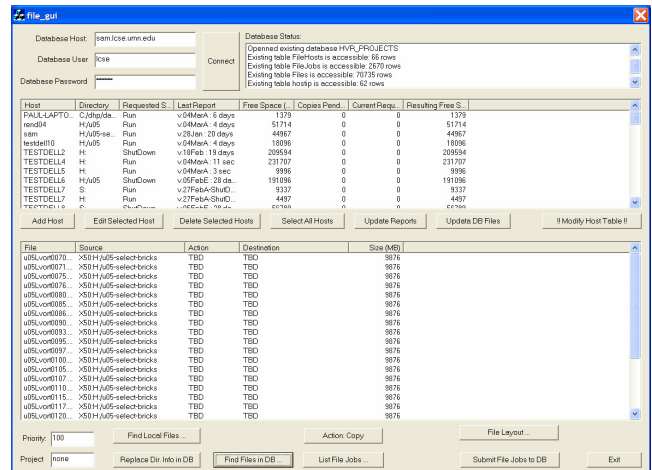 file_gui
Database Host: sam.lcse.umn.edu
Database User lcse
Database Password ******
Connect
Database Status:
Openned existing database HVR_PROJECTS
Existing table FileHosts is accessible: 66 rows
Existing table FileJobs is accessible: 2670 rows
Existing table Files is accessible: 70735 rows
Existing table hostip is accessible: 62 rows
Host Directory Requested S... Last Report Free Space (... Copies Pend... Current Requ... Resulting Free S...
PAUL-LAPTO... C:/dhp/da... Run v.04MarA : 6 days 1379 0 0 1379
rend04 H:/u05 Run v.04MarA : 4 days 51714 0 0 51714
sam H:/u05-se... Run v.28Jan : 20 days 44967 0 0 44967
testdell10 H:/u05 Run v.04MarA : 4 days 18096 0 0 18096
TESTDELL2 H: ShutDown v.18Feb : 19 days 209594 0 0 209594
TESTDELL4 H: Run v.04MarA : 11 sec 231707 0 0 231707
TESTDELL5 H: Run v.04MarA : 3 sec 9996 0 0 9996
TESTDELL6 H:/u05 ShutDown v.05FebE : 28 da... 191096 0 0 191096
TESTDELL7 S: Run v.27FebA-ShutD... 9337 0 0 9337
TESTDELL7 H: Run v.27FebA-ShutD... 4497 0 0 4497
Add Host Edit Selected Host Delete Selected Hosts Select All Hosts Update Reports Updata DB Files !! Modify Host Table !!
File Source Action Destination Size (MB)
u05Lvort0070... X50:H:/u05-select-bricks TBD TBD 9876
u05Lvort0071... X50:H:/u05-select-bricks TBD TBD 9876
u05Lvort0075... X50:H:/u05-select-bricks TBD TBD 9876
u05Lvort0076... X50:H:/u05-select-bricks TBD TBD 9876
u05Lvort0080... X50:H:/u05-select-bricks TBD TBD 9876
u05Lvort0085... X50:H:/u05-select-bricks TBD TBD 9876
u05Lvort0086... X50:H:/u05-select-bricks TBD TBD 9876
u05Lvort0090... X50:H:/u05-select-bricks TBD TBD 9876
u05Lvort0093... X50:H:/u05-select-bricks TBD TBD 9876
u05Lvort0095... X50:H:/u05-select-bricks TBD TBD 9876
u05Lvort0097... X50:H:/u05-select-bricks TBD TBD 9876
u05Lvort0100... X50:H:/u05-select-bricks TBD TBD 9876
u05Lvort0105... X50:H:/u05-select-bricks TBD TBD 9876
u05Lvort0107... X50:H:/u05-select-bricks TBD TBD 9876
u05Lvort0110... X50:H:/u05-select-bricks TBD TBD 9876
u05Lvort0115... X50:H:/u05-select-bricks TBD TBD 9876
u05Lvort0117... X50:H:/u05-select-bricks TBD TBD 9876
u05Lvort0120... X50:H:/u05-select-bricks TBD TBD 9876
Priority: 100 Find Local Files ... Action: Copy File Layout ...
Project none Replace Dir. Info in DB Find Files in DB ... List File Jobs ... Submit File Jobs to DB Exit